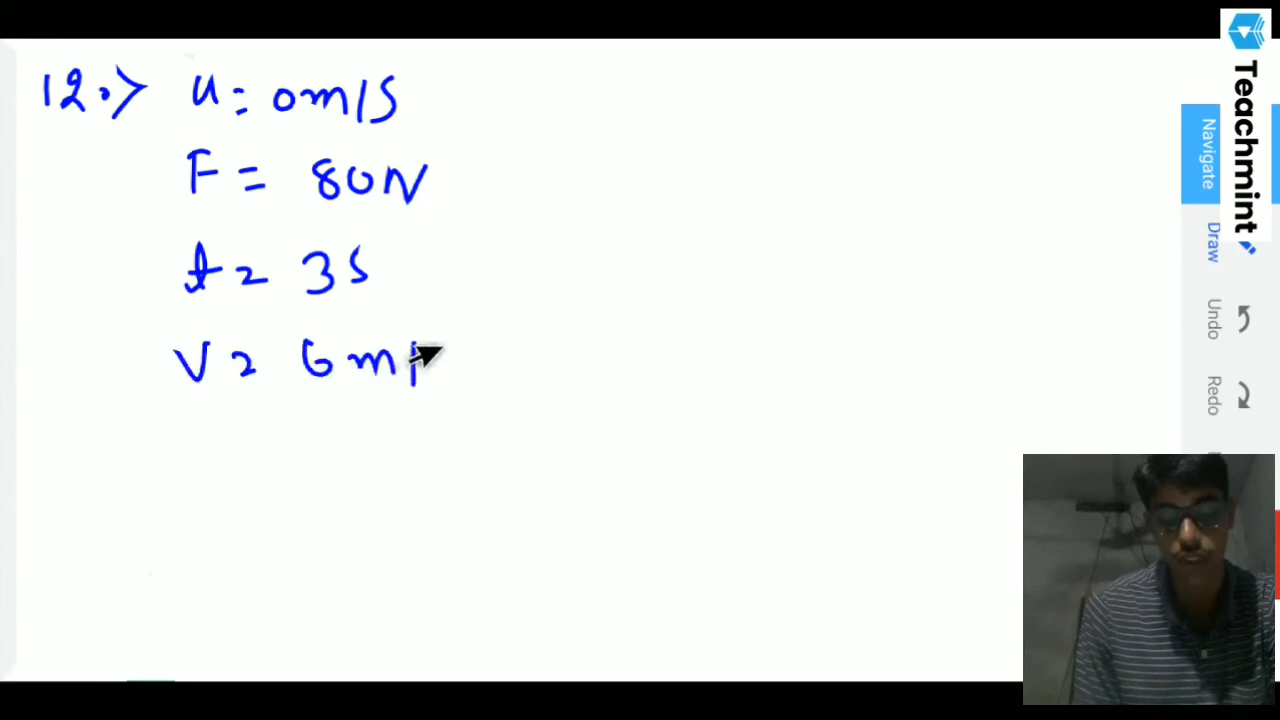 12.> u = 0m/s
F = 80N
t = 3s
V = 6m/
Teachmint
Navigate
Draw
Undo
Redo